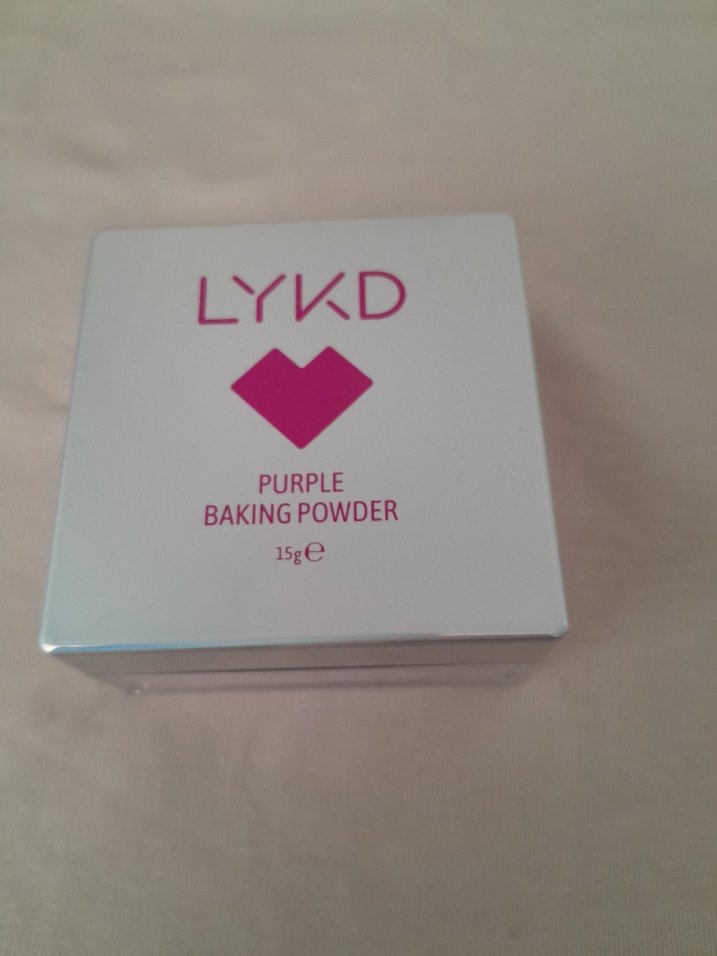 LYKD
PURPLE
BAKING POWDER
15g ℮